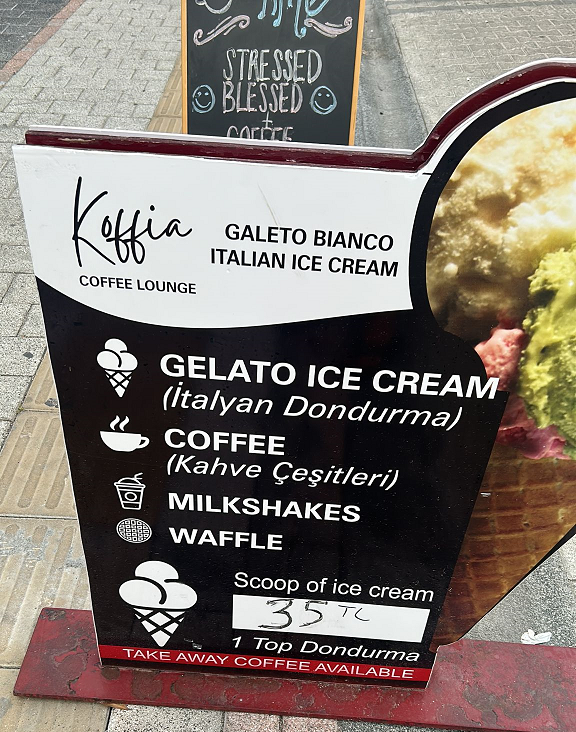 STRESSED
BLESSED
+
COFFEE
Koffia
COFFEE LOUNGE
GALETO BIANCO
ITALIAN ICE CREAM
GELATO ICE CREAM
(İtalyan Dondurma)
COFFEE
(Kahve Çeşitleri)
MILKSHAKES
WAFFLE
Scoop of ice cream
35 TL
1 Top Dondurma
TAKE AWAY COFFEE AVAILABLE